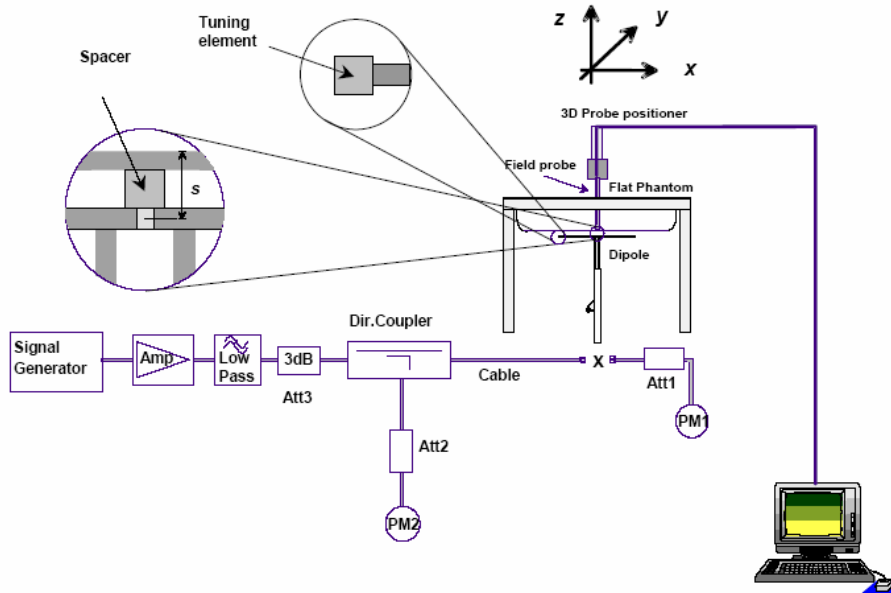 Tuning
element
Spacer
z
y
x
3D Probe positioner
Field probe
Flat Phantom
s
Dipole
Dir.Coupler
Signal
Generator
Amp
Low
Pass
3dB
Att3
Cable
x
Att1
PM1
Att2
PM2